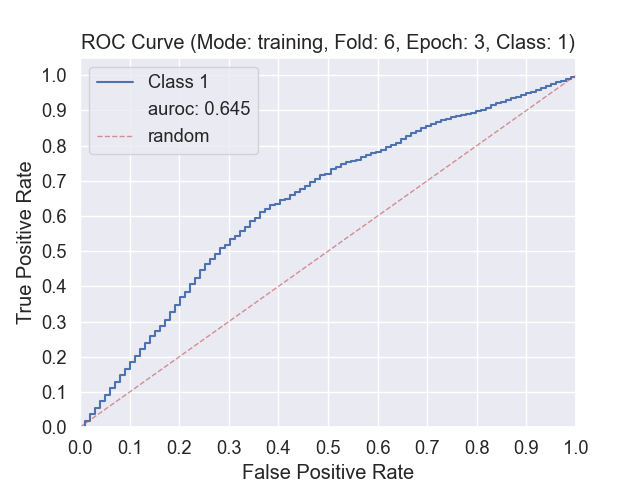 ROC Curve (Mode: training, Fold: 6, Epoch: 3, Class: 1)
Class 1
auroc: 0.645
random
True Positive Rate
1.0
0.9
0.8
0.7
0.6
0.5
0.4
0.3
0.2
0.1
0.0
0.0 0.1 0.2 0.3 0.4 0.5 0.6 0.7 0.8 0.9 1.0
False Positive Rate